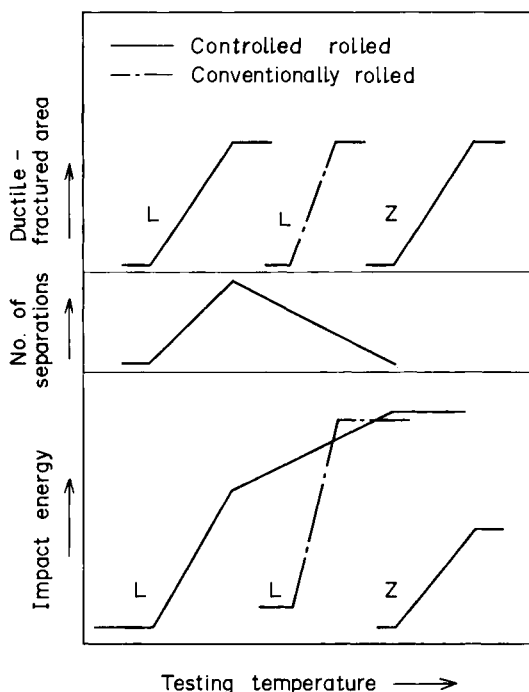 Controlled rolled
Conventionally rolled
Ductile-
fractured area
L
L
Z
No. of
separations
Impact energy
L
L
Z
Testing temperature